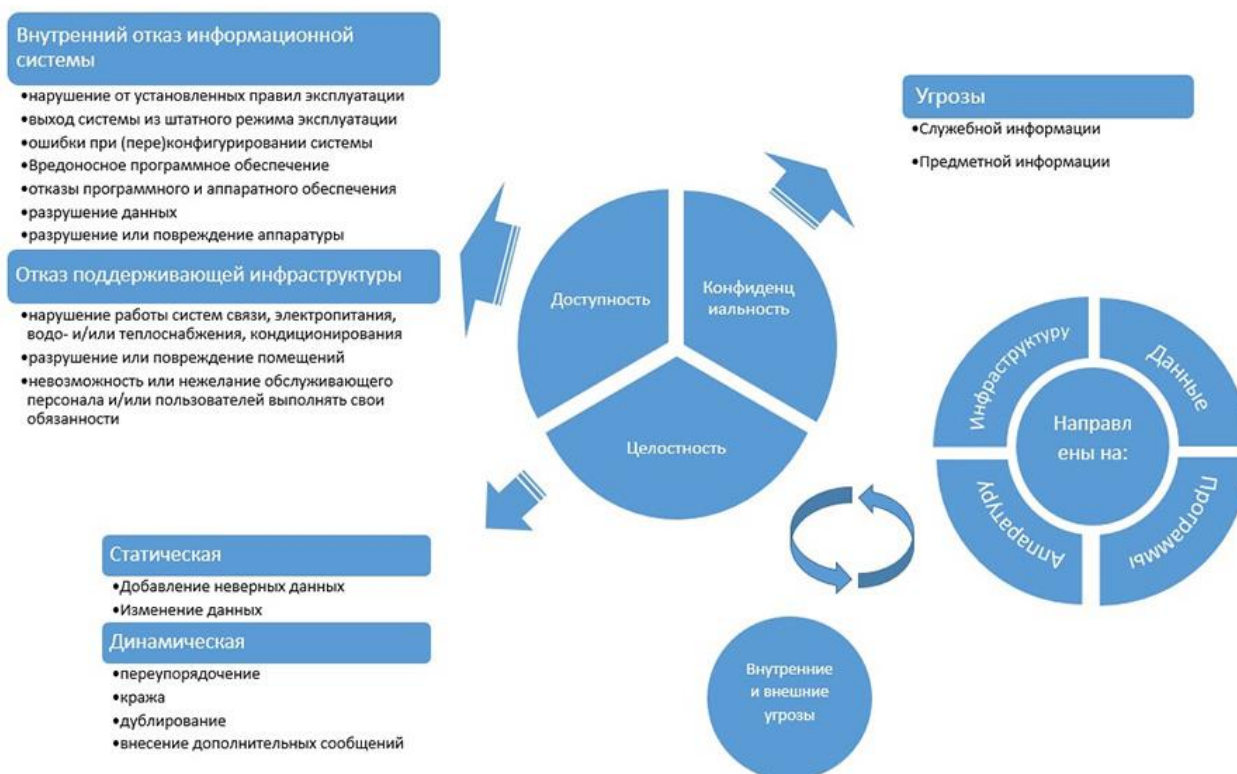 Внутренний отказ информационной
системы
•нарушение от установленных правил эксплуатации
•выход системы из штатного режима эксплуатации
•ошибки при (пере)конфигурировании системы
•Вредоносное программное обеспечение
•отказы программного и аппаратного обеспечения
•разрушение данных
•разрушение или повреждение аппаратуры
Отказ поддерживающей инфраструктуры
•нарушение работы систем связи, электропитания,
водо- и/или теплоснабжения, кондиционирования
•разрушение или повреждение помещений
•невозможность или нежелание обслуживающего
персонала и/или пользователей выполнять свои
обязанности
Угрозы
•Служебной информации
•Предметной информации
Доступность
Конфиденц
иальность
Целостность
Инфраструктуру
Данные
Направл
ены на:
Аппаратуру
Программы
Статическая
•Добавление неверных данных
•Изменение данных
Динамическая
•переупорядочение
•кража
•дублирование
•внесение дополнительных сообщений
Внутренние
и внешние
угрозы